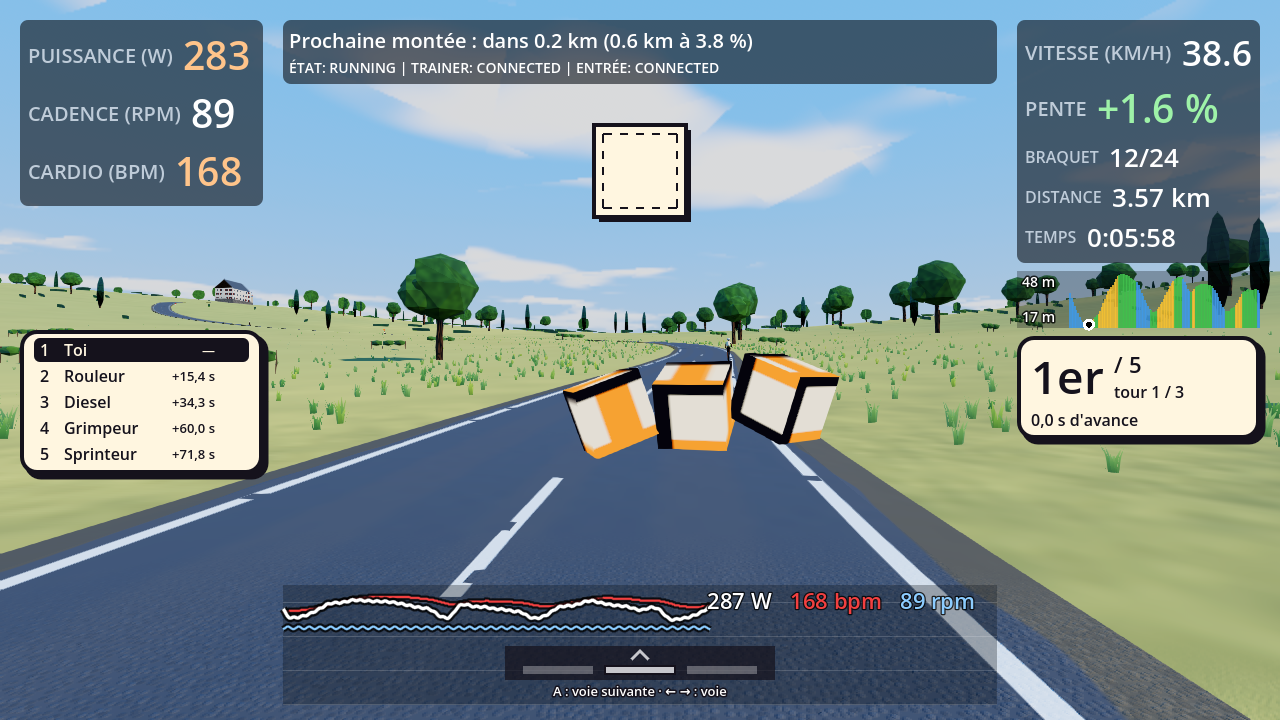 PUISSANCE (W) 283
CADENCE (RPM) 89
CARDIO (BPM) 168
Prochaine montée : dans 0.2 km (0.6 km à 3.8 %)
ÉTAT: RUNNING | TRAINER: CONNECTED | ENTRÉE: CONNECTED
VITESSE (KM/H) 38.6
PENTE +1.6 %
BRAQUET 12/24
DISTANCE 3.57 km
TEMPS 0:05:58
48 m
17 m
1 Toi —
2 Rouleur +15,4 s
3 Diesel +34,3 s
4 Grimpeur +60,0 s
5 Sprinteur +71,8 s
1er / 5
tour 1 / 3
0,0 s d'avance
287 W 168 bpm 89 rpm
A : voie suivante · ← → : voie